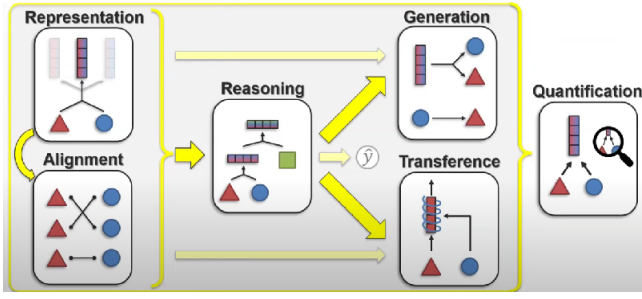 Representation
Alignment
Reasoning
ŷ
Generation
Transference
Quantification